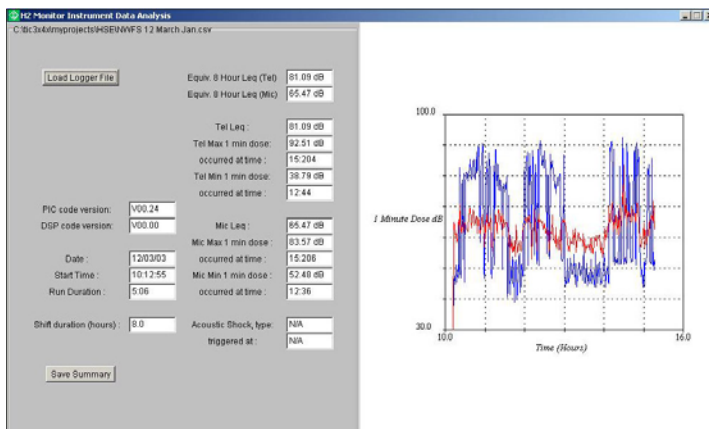 H2 Monitor Instrument Data Analysis
C:\tic3x4x\myprojects\HSE\NWFS 12 March Jan.csv
Load Logger File
Equiv. 8 Hour Leq (Tel) 81.09 dB
Equiv. 8 Hour Leq (Mic) 65.47 dB
Tel Leq : 81.09 dB
Tel Max 1 min dose: 92.51 dB
occurred at time : 15:204
Tel Min 1 min dose: 38.79 dB
occurred at time : 12:44
PIC code version: V00.24
DSP code version: V00.00
Mic Leq : 65.47 dB
Mic Max 1 min dose : 83.57 dB
occurred at time : 15:206
Mic Min 1 min dose : 52.48 dB
occurred at time : 12:36
Date : 12/03/03
Start Time : 10:12:55
Run Duration : 5:06
Shift duration (hours) : 8.0
Acoustic Shock, type: N/A
triggered at : N/A
Save Summary
100.0
1 Minute Dose dB
30.0
10.0
16.0
Time (Hours)